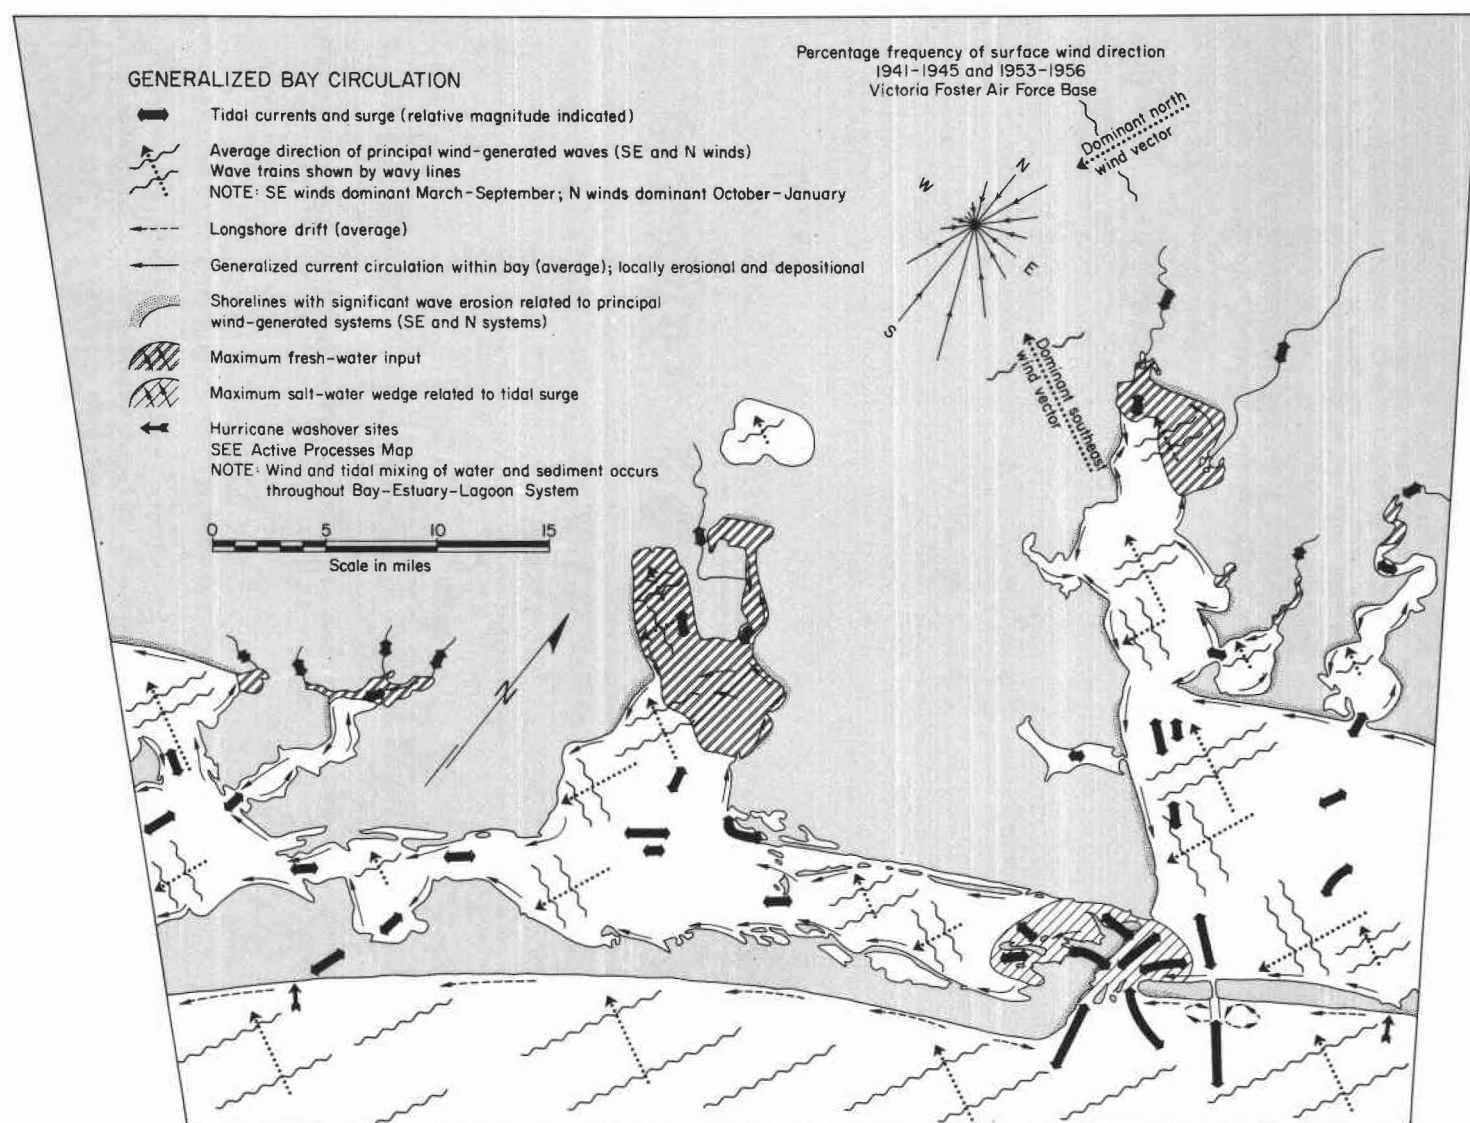 Percentage frequency of surface wind direction
1941-1945 and 1953-1956
Victoria Foster Air Force Base
GENERALIZED BAY CIRCULATION
Tidal currents and surge (relative magnitude indicated)
Average direction of principal wind-generated waves (SE and N winds)
Wave trains shown by wavy lines
NOTE: SE winds dominant March-September; N winds dominant October-January
Longshore drift (average)
Generalized current circulation within bay (average); locally erosional and depositional
Shorelines with significant wave erosion related to principal
wind-generated systems (SE and N systems)
Maximum fresh-water input
Maximum salt-water wedge related to tidal surge
Hurricane washover sites
SEE Active Processes Map
NOTE: Wind and tidal mixing of water and sediment occurs
throughout Bay-Estuary-Lagoon System
0 5 10 15
Scale in miles
Dominant north
wind vector
N
W
E
S
Dominant southeast
wind vector
N